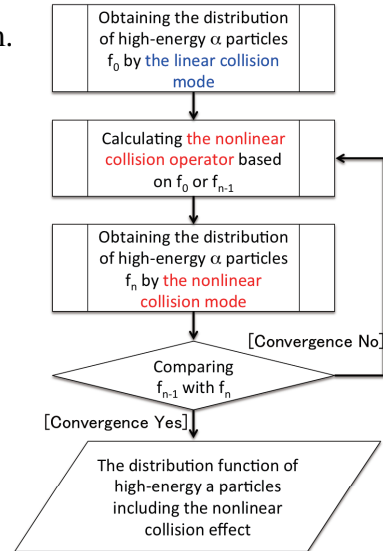 n.
Obtaining the distribution
of high-energy α particles
f₀ by the linear collision
mode
Calculating the nonlinear
collision operator based
on f₀ or fₙ₋₁
Obtaining the distribution
of high-energy α particles
fₙ by the nonlinear
collision mode
[Convergence No]
Comparing
fₙ₋₁ with fₙ
[Convergence Yes]
The distribution function of
high-energy a particles
including the nonlinear
collision effect